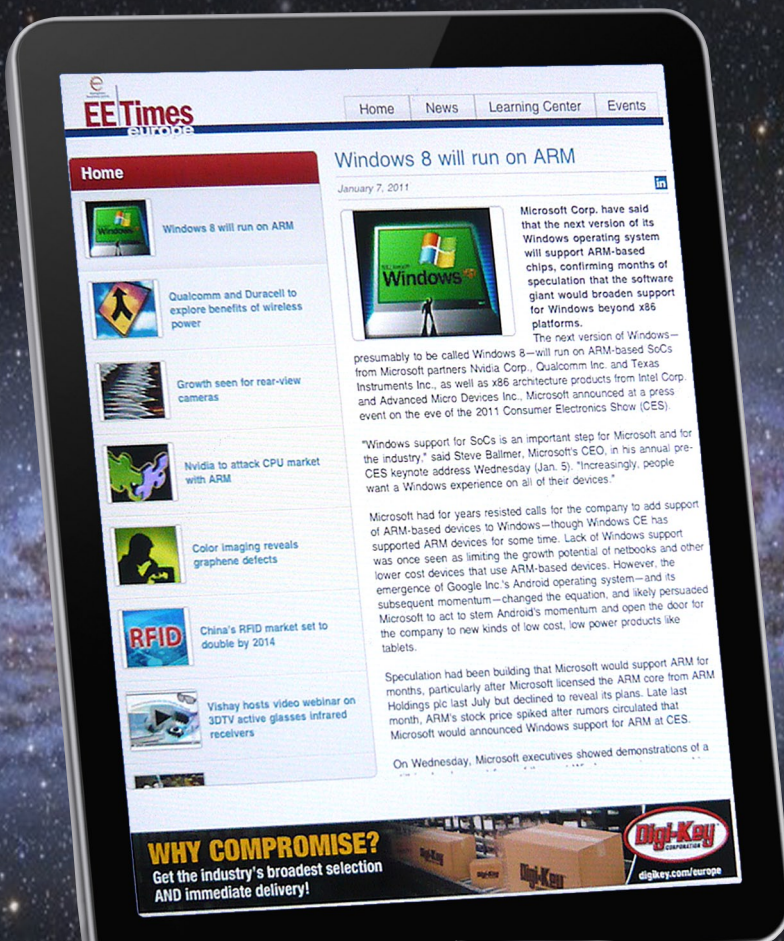 EE Times
europe
Home News Learning Center Events
Home
Windows 8 will run on ARM
Qualcomm and Duracell to
explore benefits of wireless
power
Growth seen for rear-view
cameras
Nvidia to attack CPU market
with ARM
Color imaging reveals
graphene defects
RFID
China's RFID market set to
double by 2014
Vishay hosts video webinar on
3DTV active glasses infrared
receivers
Windows 8 will run on ARM
January 7, 2011
in
Windows
Microsoft Corp. have said
that the next version of its
Windows operating system
will support ARM-based
chips, confirming months of
speculation that the software
giant would broaden support
for Windows beyond x86
platforms.
The next version of Windows—
presumably to be called Windows 8—will run on ARM-based SoCs
from Microsoft partners Nvidia Corp., Qualcomm Inc. and Texas
Instruments Inc., as well as x86 architecture products from Intel Corp.
and Advanced Micro Devices Inc., Microsoft announced at a press
event on the eve of the 2011 Consumer Electronics Show (CES).
"Windows support for SoCs is an important step for Microsoft and for
the industry," said Steve Ballmer, Microsoft's CEO, in his annual pre-
CES keynote address Wednesday (Jan. 5). "Increasingly, people
want a Windows experience on all of their devices."
Microsoft had for years resisted calls for the company to add support
of ARM-based devices to Windows—though Windows CE has
supported ARM devices for some time. Lack of Windows support
was once seen as limiting the growth potential of netbooks and other
lower cost devices that use ARM-based devices. However, the
emergence of Google Inc.'s Android operating system—and its
subsequent momentum—changed the equation, and likely persuaded
Microsoft to act to stem Android's momentum and open the door for
the company to new kinds of low cost, low power products like
tablets.
Speculation had been building that Microsoft would support ARM for
months, particularly after Microsoft licensed the ARM core from ARM
Holdings plc last July but declined to reveal its plans. Late last
month, ARM's stock price spiked after rumors circulated that
Microsoft would announced Windows support for ARM at CES.
On Wednesday, Microsoft executives showed demonstrations of a
WHY COMPROMISE?
Get the industry's broadest selection
AND immediate delivery!
Digi-Key
Digi-Key
Digi-Key
Digi-Key
CORPORATION
digikey.com/europe